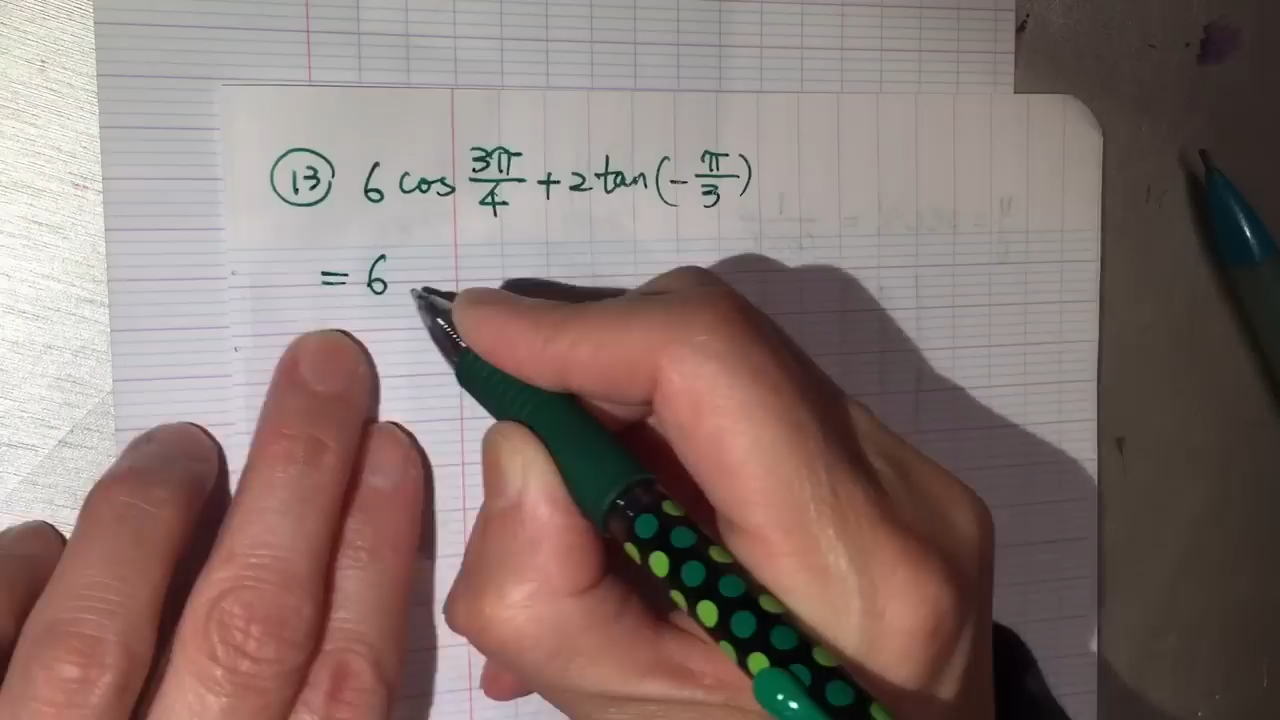 ⑬ 6 cos 3π/4 + 2 tan(-π/3)
= 6